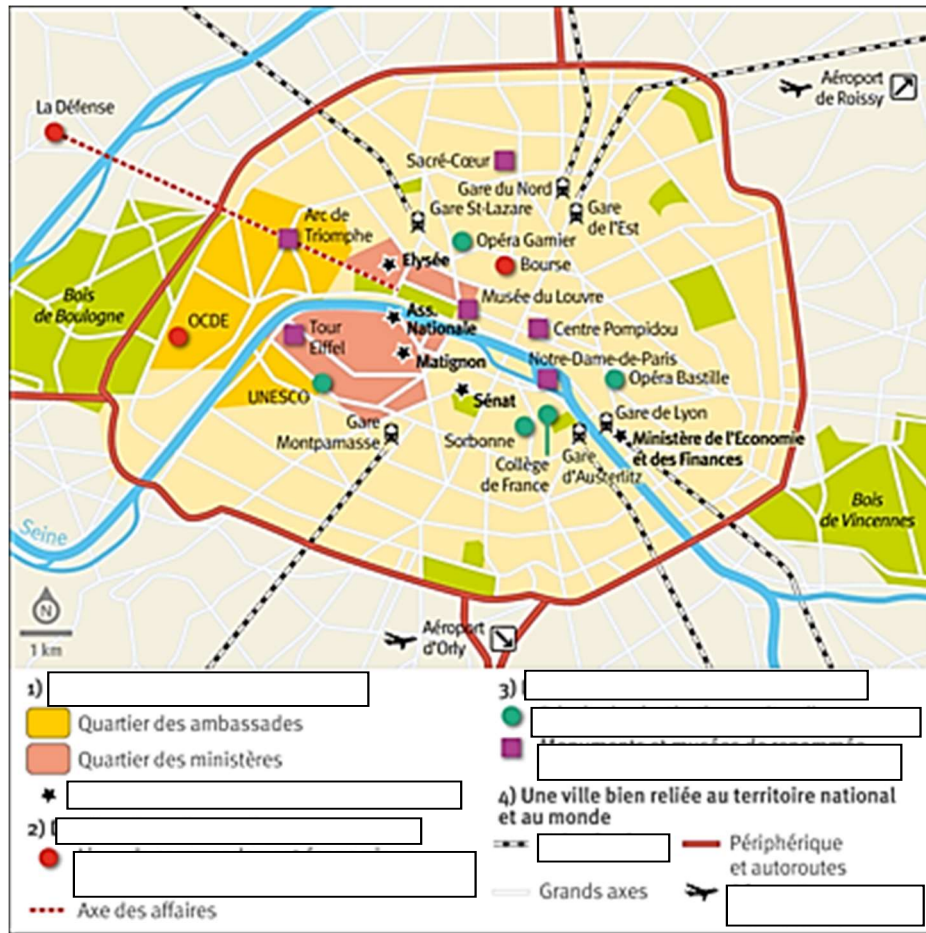 La Défense
Aéroport
de Roissy
Sacré-Cœur
Gare du Nord
Gare St-Lazare
Gare
de l'Est
Arc de
Triomphe
Opéra Garnier
Elysée
Bourse
Bois
de Boulogne
Musée du Louvre
OCDE
Ass.
Nationale
Tour
Eiffel
Centre Pompidou
Matignon
Notre-Dame-de-Paris
Opéra Bastille
UNESCO
Sénat
Gare
Montparnasse
Gare de Lyon
Sorbonne
Ministère de l'Economie
et des Finances
Collège
de France
Gare
d'Austerlitz
Bois
de Vincennes
Seine
N
1 km
Aéroport
d'Orly
1)
Quartier des ambassades
Quartier des ministères
2)
Axe des affaires
3)
4) Une ville bien reliée au territoire national
et au monde
Périphérique
et autoroutes
Grands axes